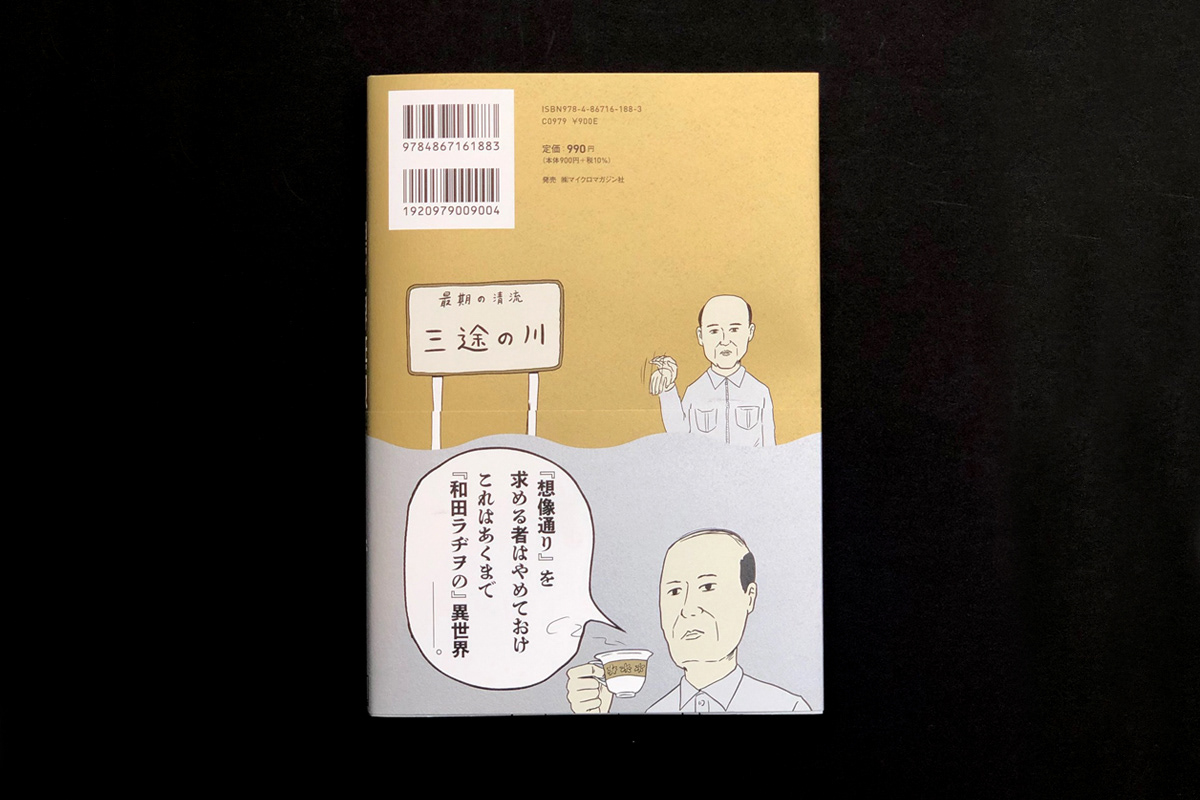 9784867161883
1920979009004
ISBN978-4-86716-188-3
C0979 ¥900E
定価:990円
(本体900円+税10%)
発売 ㈱マイクロマガジン社
最期の清流
三途の川
『想像通り』を
求める者はやめておけ
これはあくまで
『和田ラヂヲの』異世界
――。